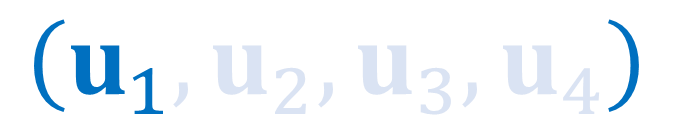 (u₁, u₂, u₃, u₄)